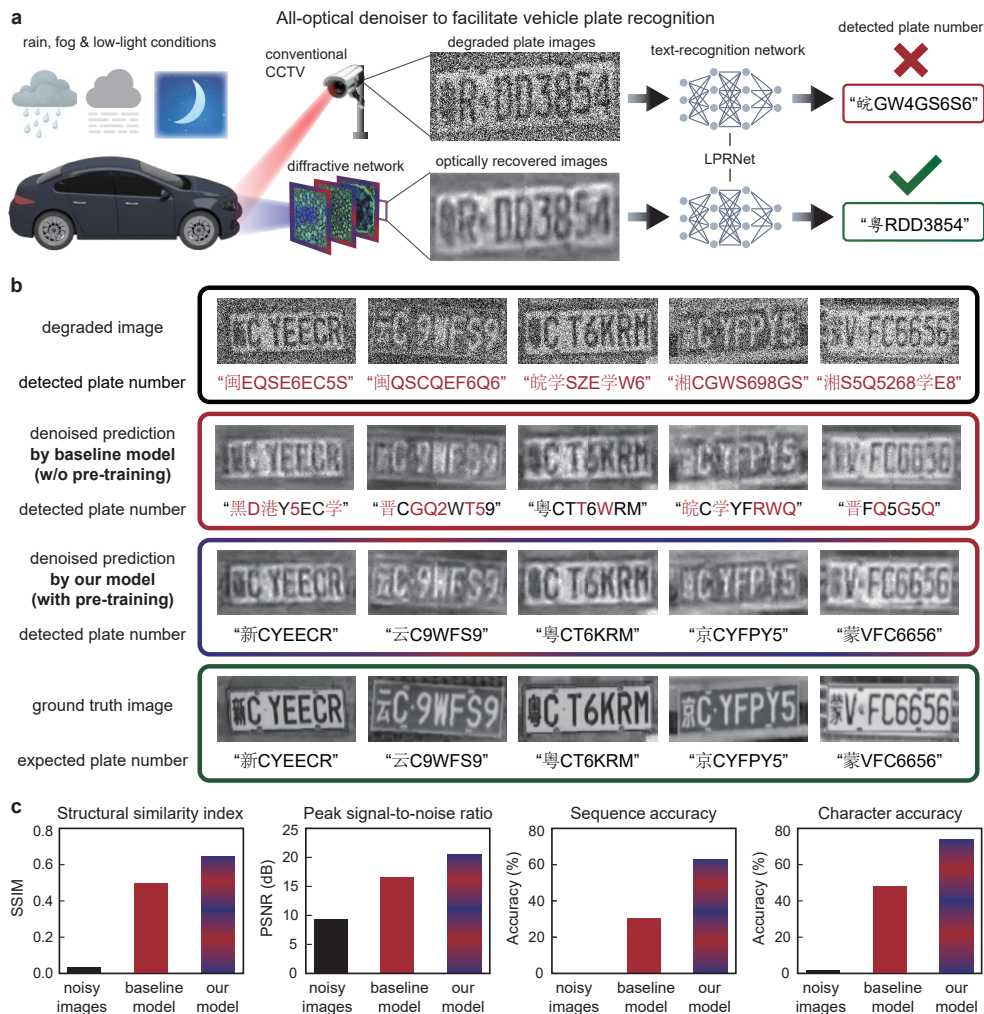 a
All-optical denoiser to facilitate vehicle plate recognition
rain, fog & low-light conditions
conventional
CCTV
degraded plate images
text-recognition network
detected plate number
R·DD3854
"皖GW4GS6S6"
LPRNet
diffractive network
optically recovered images
R·DD3854
"粤RDD3854"
b
degraded image
C YEECR
C·9WFS9
C T6KRM
C·YFPY5
V·FC6656
detected plate number
"闽EQSE6EC5S"
"闽QSCQEF6Q6"
"皖学SZE学W6"
"湘CGWS698GS"
"湘S5Q5268学E8"
denoised prediction
by baseline model
(w/o pre-training)
detected plate number
"黑D港Y5EC学"
"晋CGQ2WT59"
"粤CTT6WRM"
"皖C学YFRWQ"
"晋FQ5G5Q"
denoised prediction
by our model
(with pre-training)
C YEECR
C·9WFS9
C T6KRM
C·YFPY5
V·FC6656
detected plate number
"新CYEECR"
"云C9WFS9"
"粤CT6KRM"
"京CYFPY5"
"蒙VFC6656"
ground truth image
新C·YEECR
云C·9WFS9
粤C·T6KRM
京C·YFPY5
蒙V·FC6656
expected plate number
"新CYEECR"
"云C9WFS9"
"粤CT6KRM"
"京CYFPY5"
"蒙VFC6656"
c
Structural similarity index
SSIM
0.8
0.6
0.4
0.2
0.0
noisy
images
baseline
model
our
model
Peak signal-to-noise ratio
PSNR (dB)
25
20
15
10
5
0
noisy
images
baseline
model
our
model
Sequence accuracy
Accuracy (%)
80
60
40
20
0
noisy
images
baseline
model
our
model
Character accuracy
Accuracy (%)
80
60
40
20
0
noisy
images
baseline
model
our
model